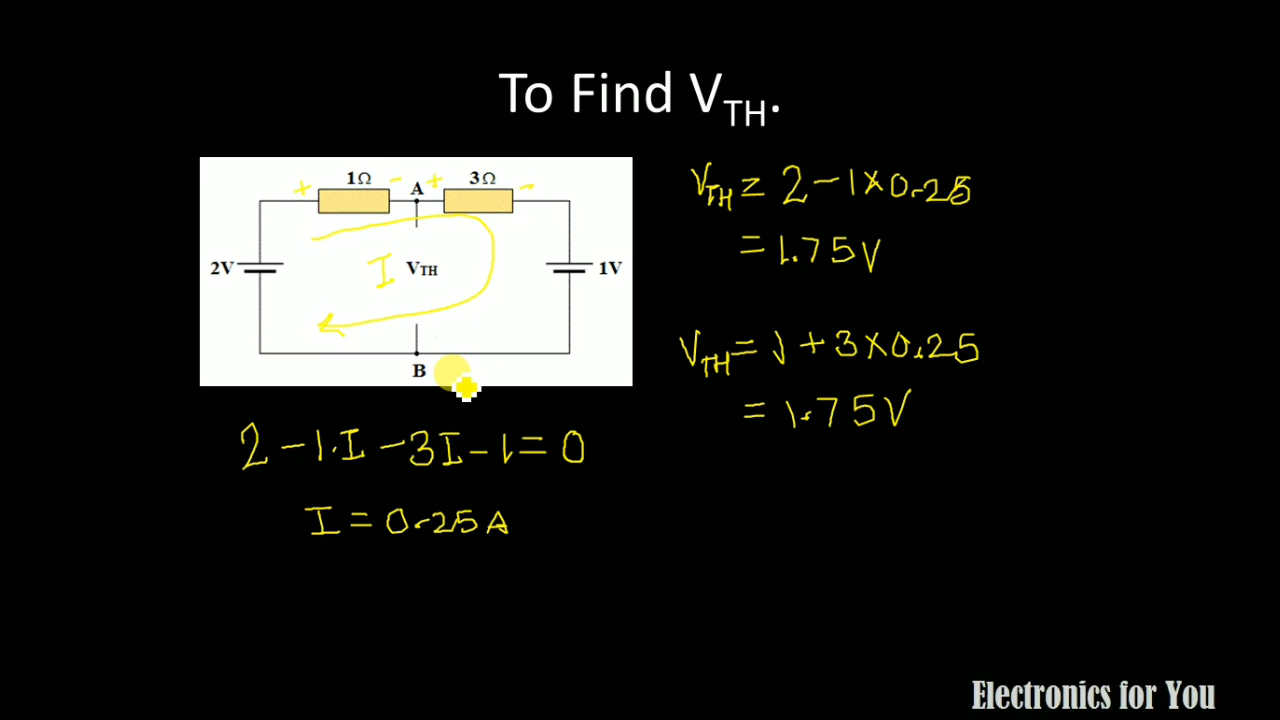 To Find VTH.
1Ω
3Ω
+ - + -
A
2V
I
VTH
1V
B
2 - 1.I - 3I - 1 = 0
I = 0.25A
VTH = 2 - 1 × 0.25
= 1.75V
VTH = 1 + 3 × 0.25
= 1.75V
Electronics for You